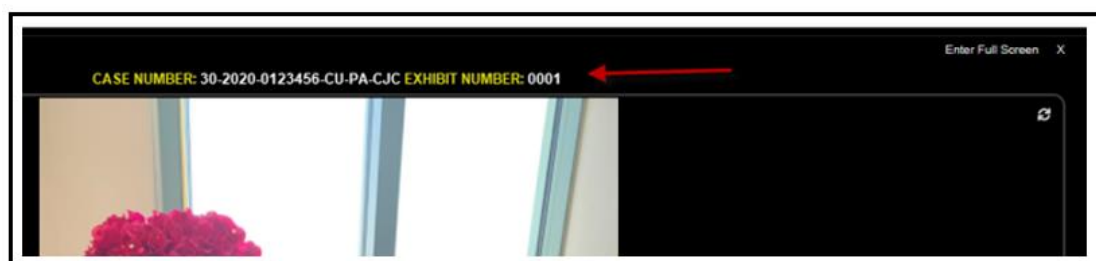 Enter Full Screen X
CASE NUMBER: 30-2020-0123456-CU-PA-CJC EXHIBIT NUMBER: 0001